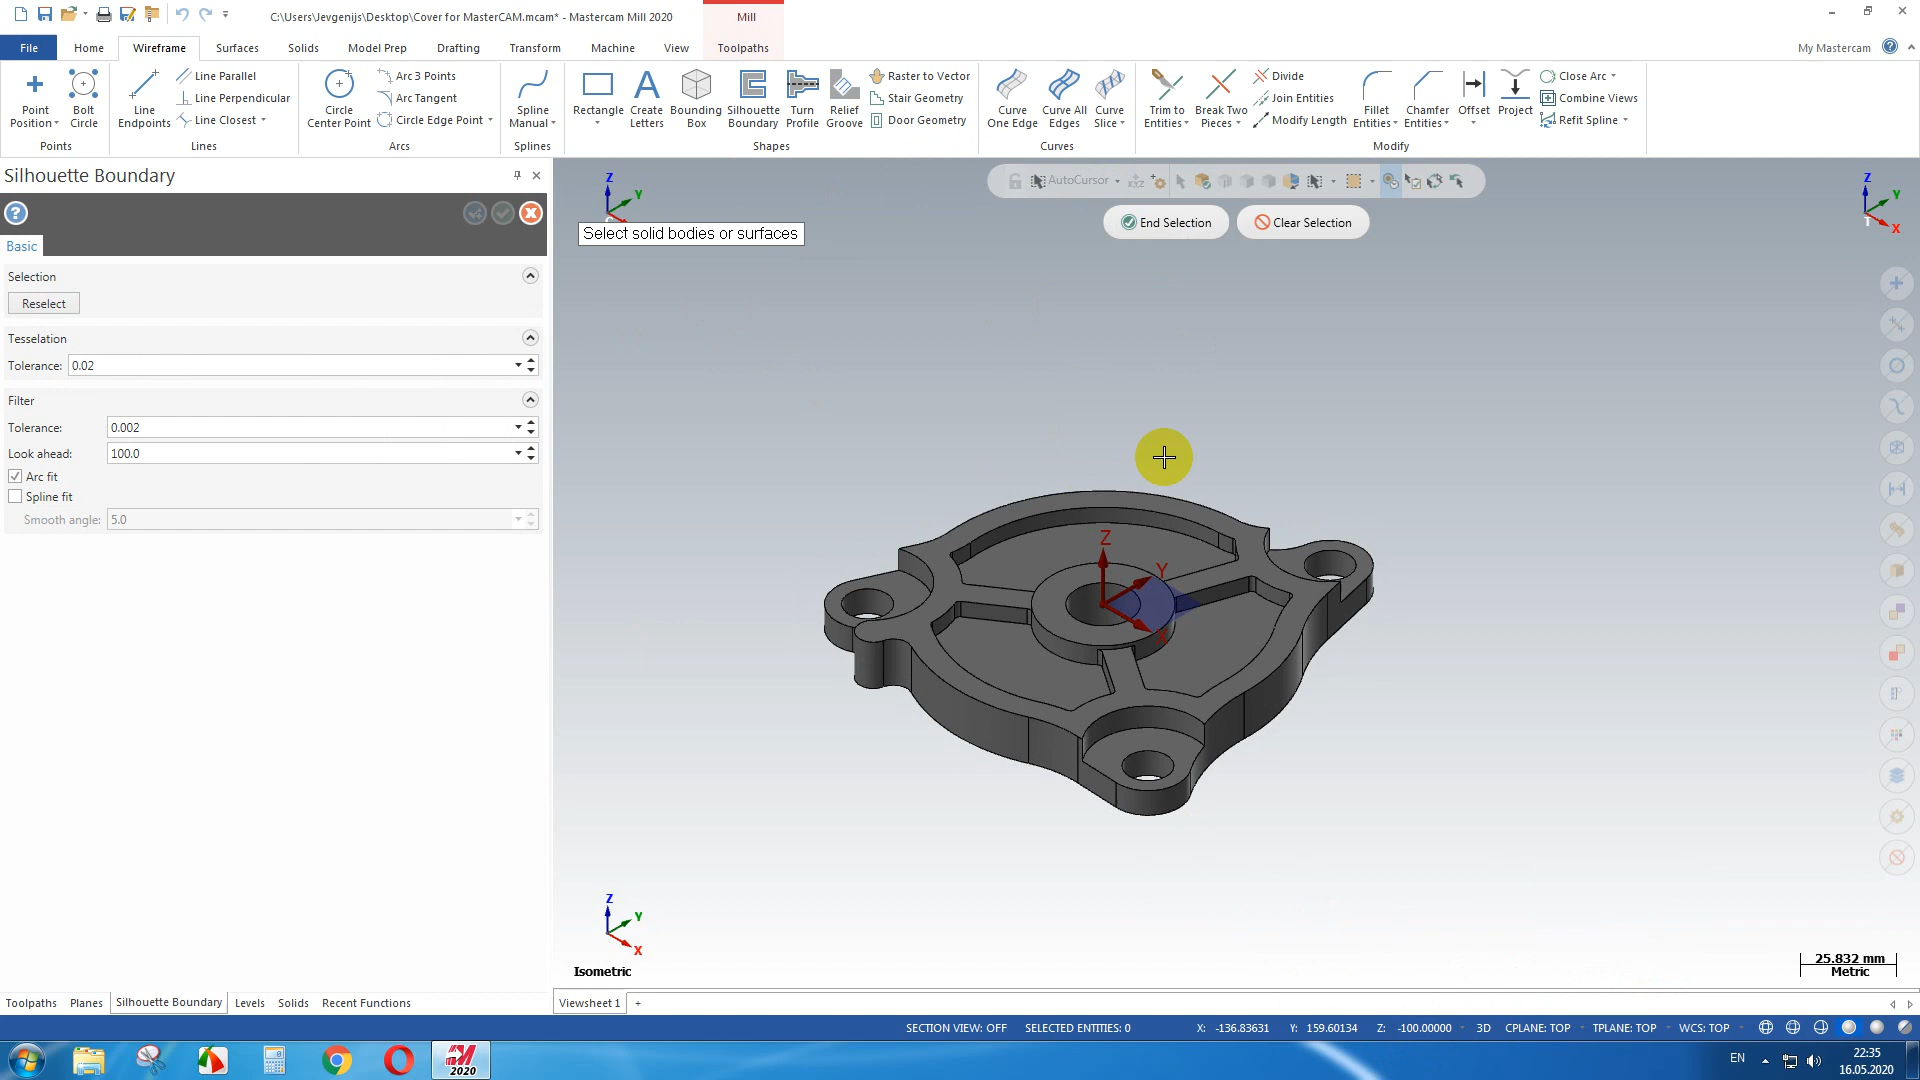 C:\Users\Jevgenijs\Desktop\Cover for MasterCAM.mcam* - Mastercam Mill 2020
Mill
File
Home
Wireframe
Surfaces
Solids
Model Prep
Drafting
Transform
Machine
View
Toolpaths
My Mastercam
Point
Position
Bolt
Circle
Points
Line
Endpoints
Line Parallel
Line Perpendicular
Line Closest
Lines
Circle
Center Point
Arc 3 Points
Arc Tangent
Circle Edge Point
Arcs
Spline
Manual
Splines
Rectangle
Create
Letters
Bounding
Box
Silhouette
Boundary
Turn
Profile
Relief
Groove
Raster to Vector
Stair Geometry
Door Geometry
Shapes
Curve
One Edge
Curve All
Edges
Curve
Slice
Curves
Trim to
Entities
Break Two
Pieces
Divide
Join Entities
Modify Length
Fillet
Entities
Chamfer
Entities
Offset
Project
Close Arc
Combine Views
Refit Spline
Modify
Silhouette Boundary
Basic
Selection
Reselect
Tesselation
Tolerance: 0.02
Filter
Tolerance: 0.002
Look ahead: 100.0
Arc fit
Spline fit
Smooth angle: 5.0
Z
Y
Select solid bodies or surfaces
AutoCursor
End Selection
Clear Selection
Z
Y
X
T
Z
Y
X
Z
Y
X
Isometric
25.832 mm
Metric
Toolpaths
Planes
Silhouette Boundary
Levels
Solids
Recent Functions
Viewsheet 1
+
SECTION VIEW: OFF
SELECTED ENTITIES: 0
X: -136.83631
Y: 159.60134
Z: -100.00000
3D
CPLANE: TOP
TPLANE: TOP
WCS: TOP
2020
EN
22:35
16.05.2020